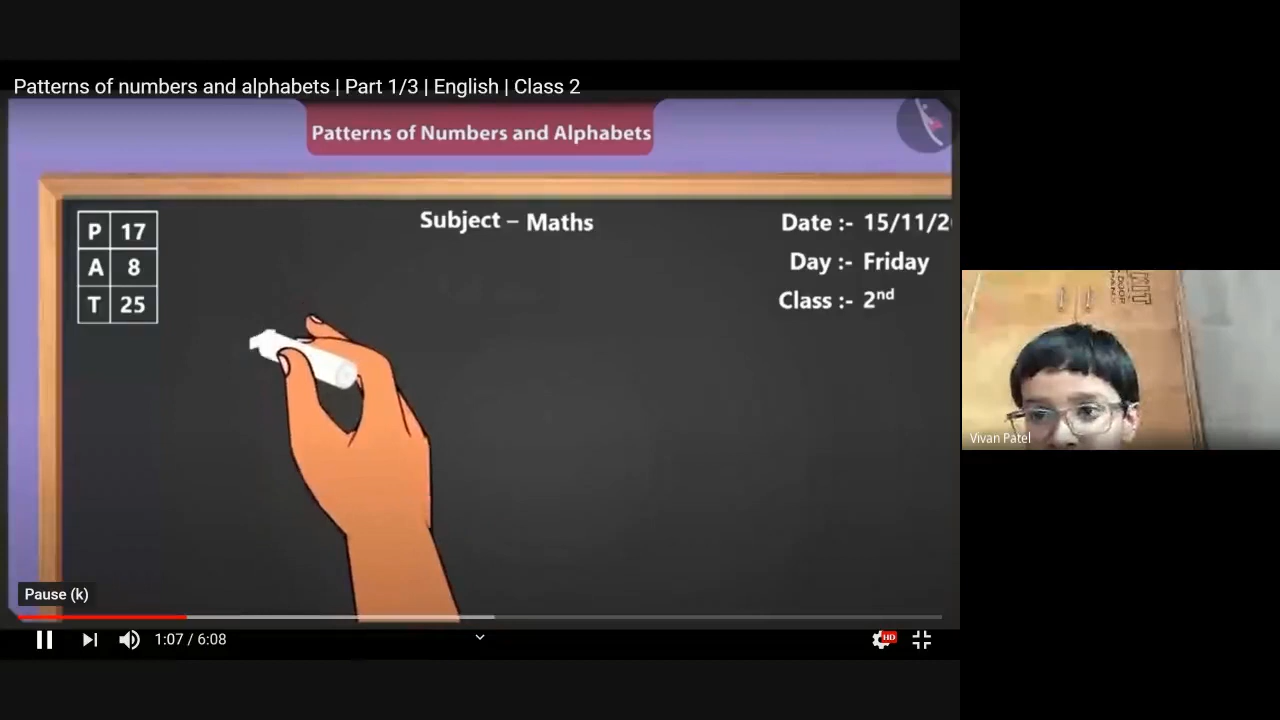 Patterns of numbers and alphabets | Part 1/3 | English | Class 2
Patterns of Numbers and Alphabets
P 17
A 8
T 25
Subject – Maths
Date :- 15/11/2
Day :- Friday
Class :- 2nd
Vivan Patel
Pause (k)
1:07 / 6:08
HD